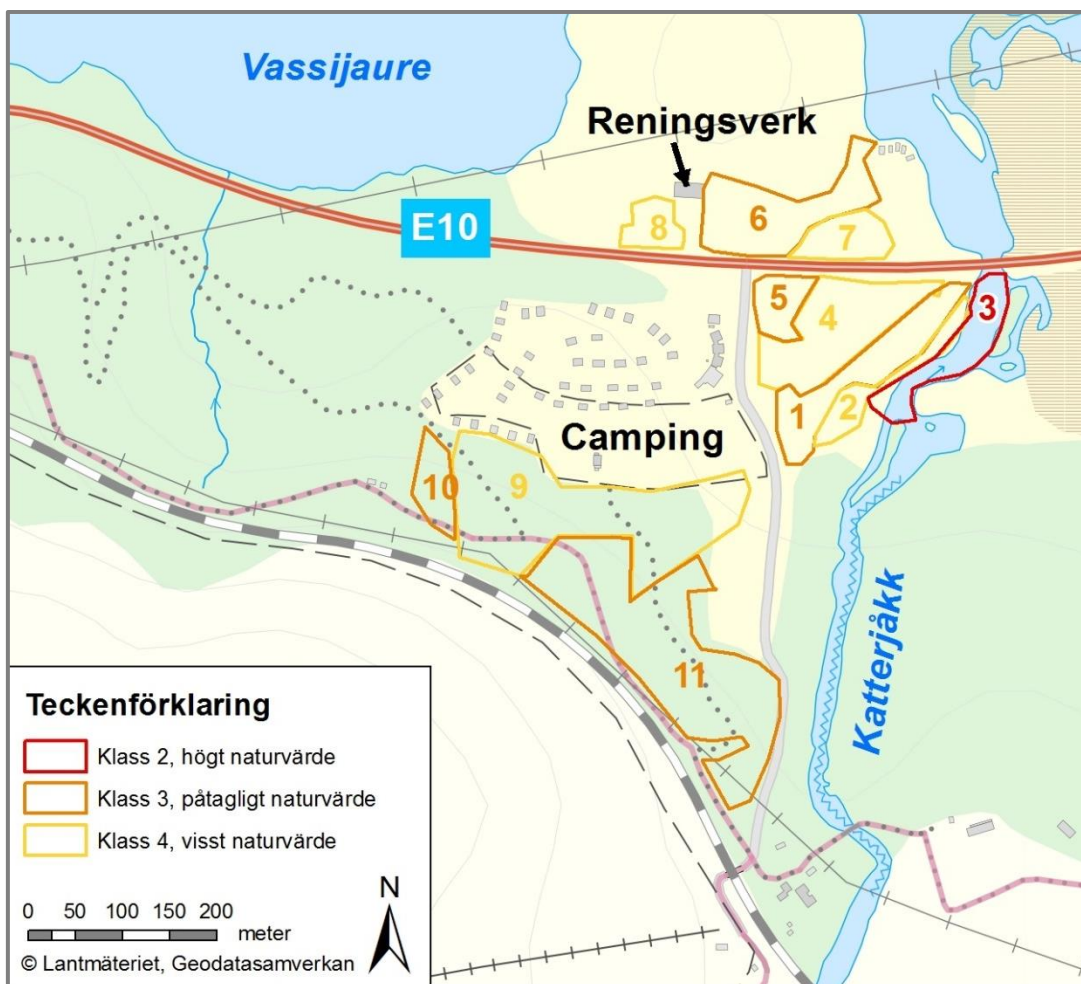 Vassijaure
Reningsverk
E10
6
8
7
5
4
3
1
2
Camping
10
9
11
Katterjåkk
Teckenförklaring
Klass 2, högt naturvärde
Klass 3, påtagligt naturvärde
Klass 4, visst naturvärde
N
0 50 100 150 200
meter
© Lantmäteriet, Geodatasamverkan